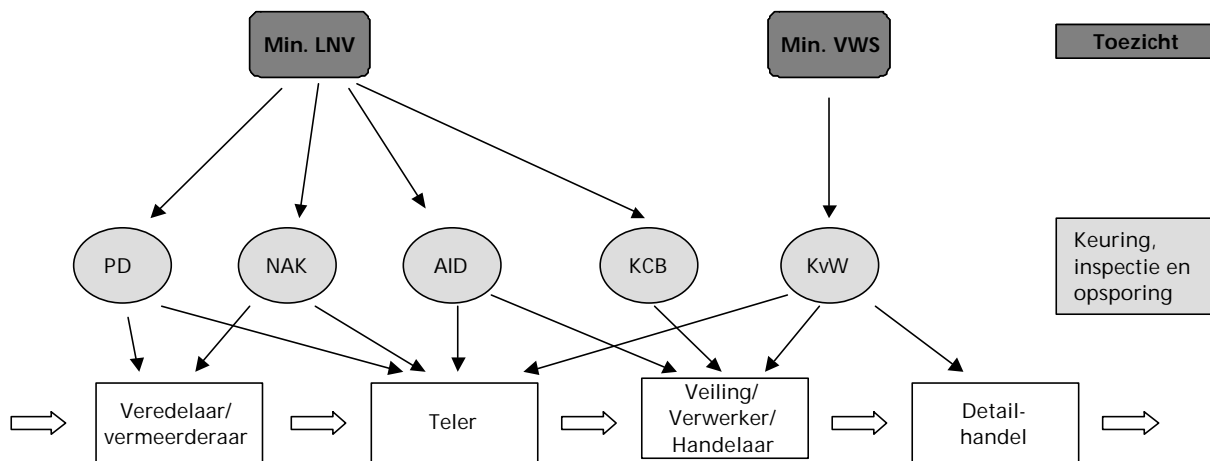 Min. LNV
Min. VWS
Toezicht
PD
NAK
AID
KCB
KvW
Keuring,
inspectie en
opsporing
Veredelaar/
vermeerderaar
Teler
Veiling/
Verwerker/
Handelaar
Detail-
handel